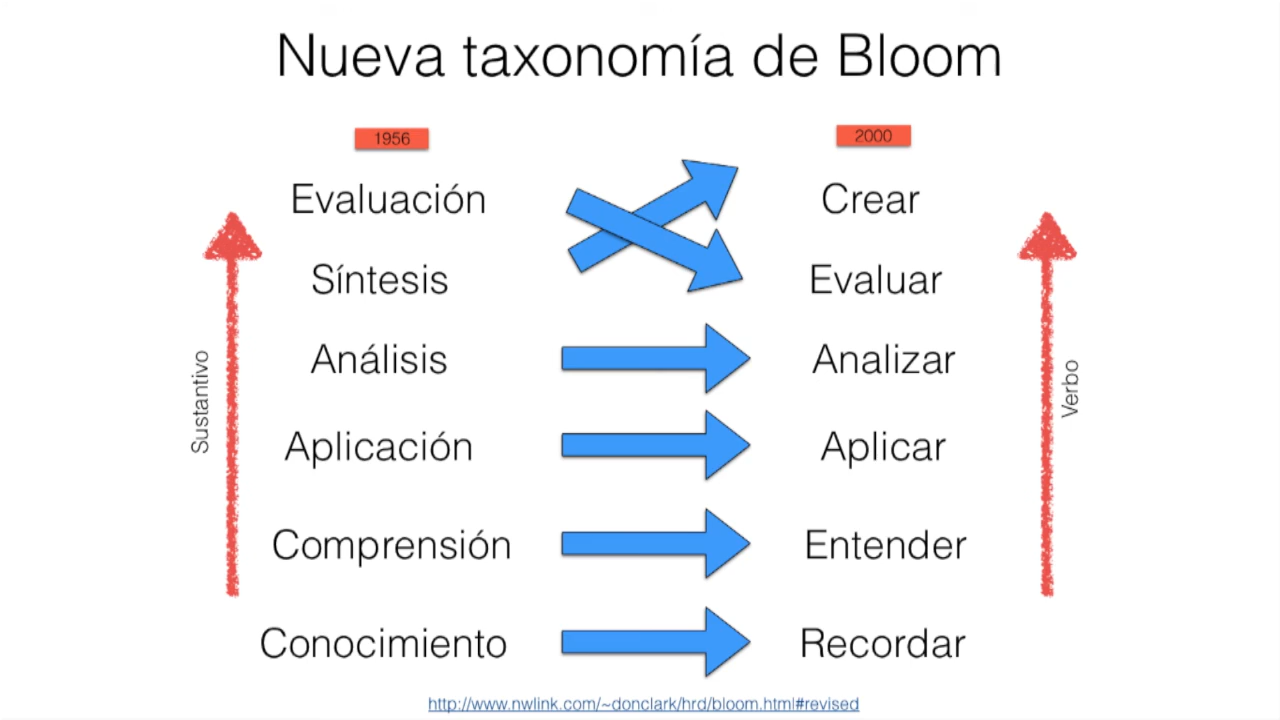 Nueva taxonomía de Bloom
1956
2000
Evaluación
Crear
Síntesis
Evaluar
Análisis
Analizar
Sustantivo
Verbo
Aplicación
Aplicar
Comprensión
Entender
Conocimiento
Recordar
http://www.nwlink.com/~donclark/hrd/bloom.html#revised